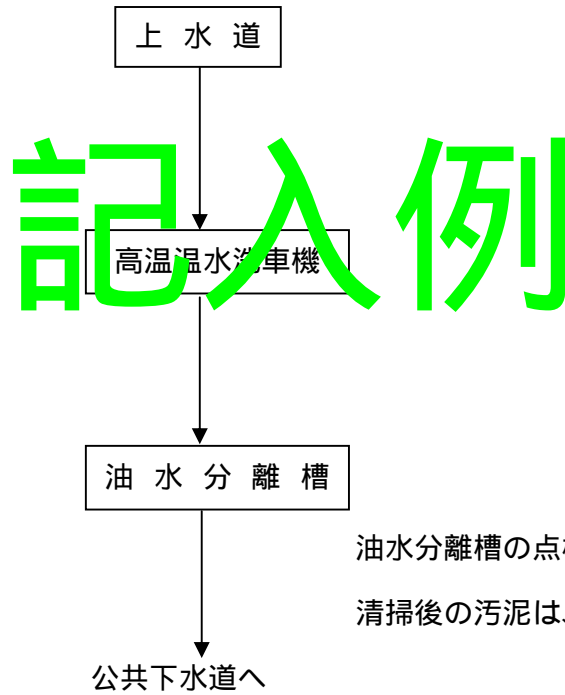 上水道
記入例
高温温水洗車機
油水分離槽
油水分離槽の点
清掃後の汚泥は、
公共下水道へ